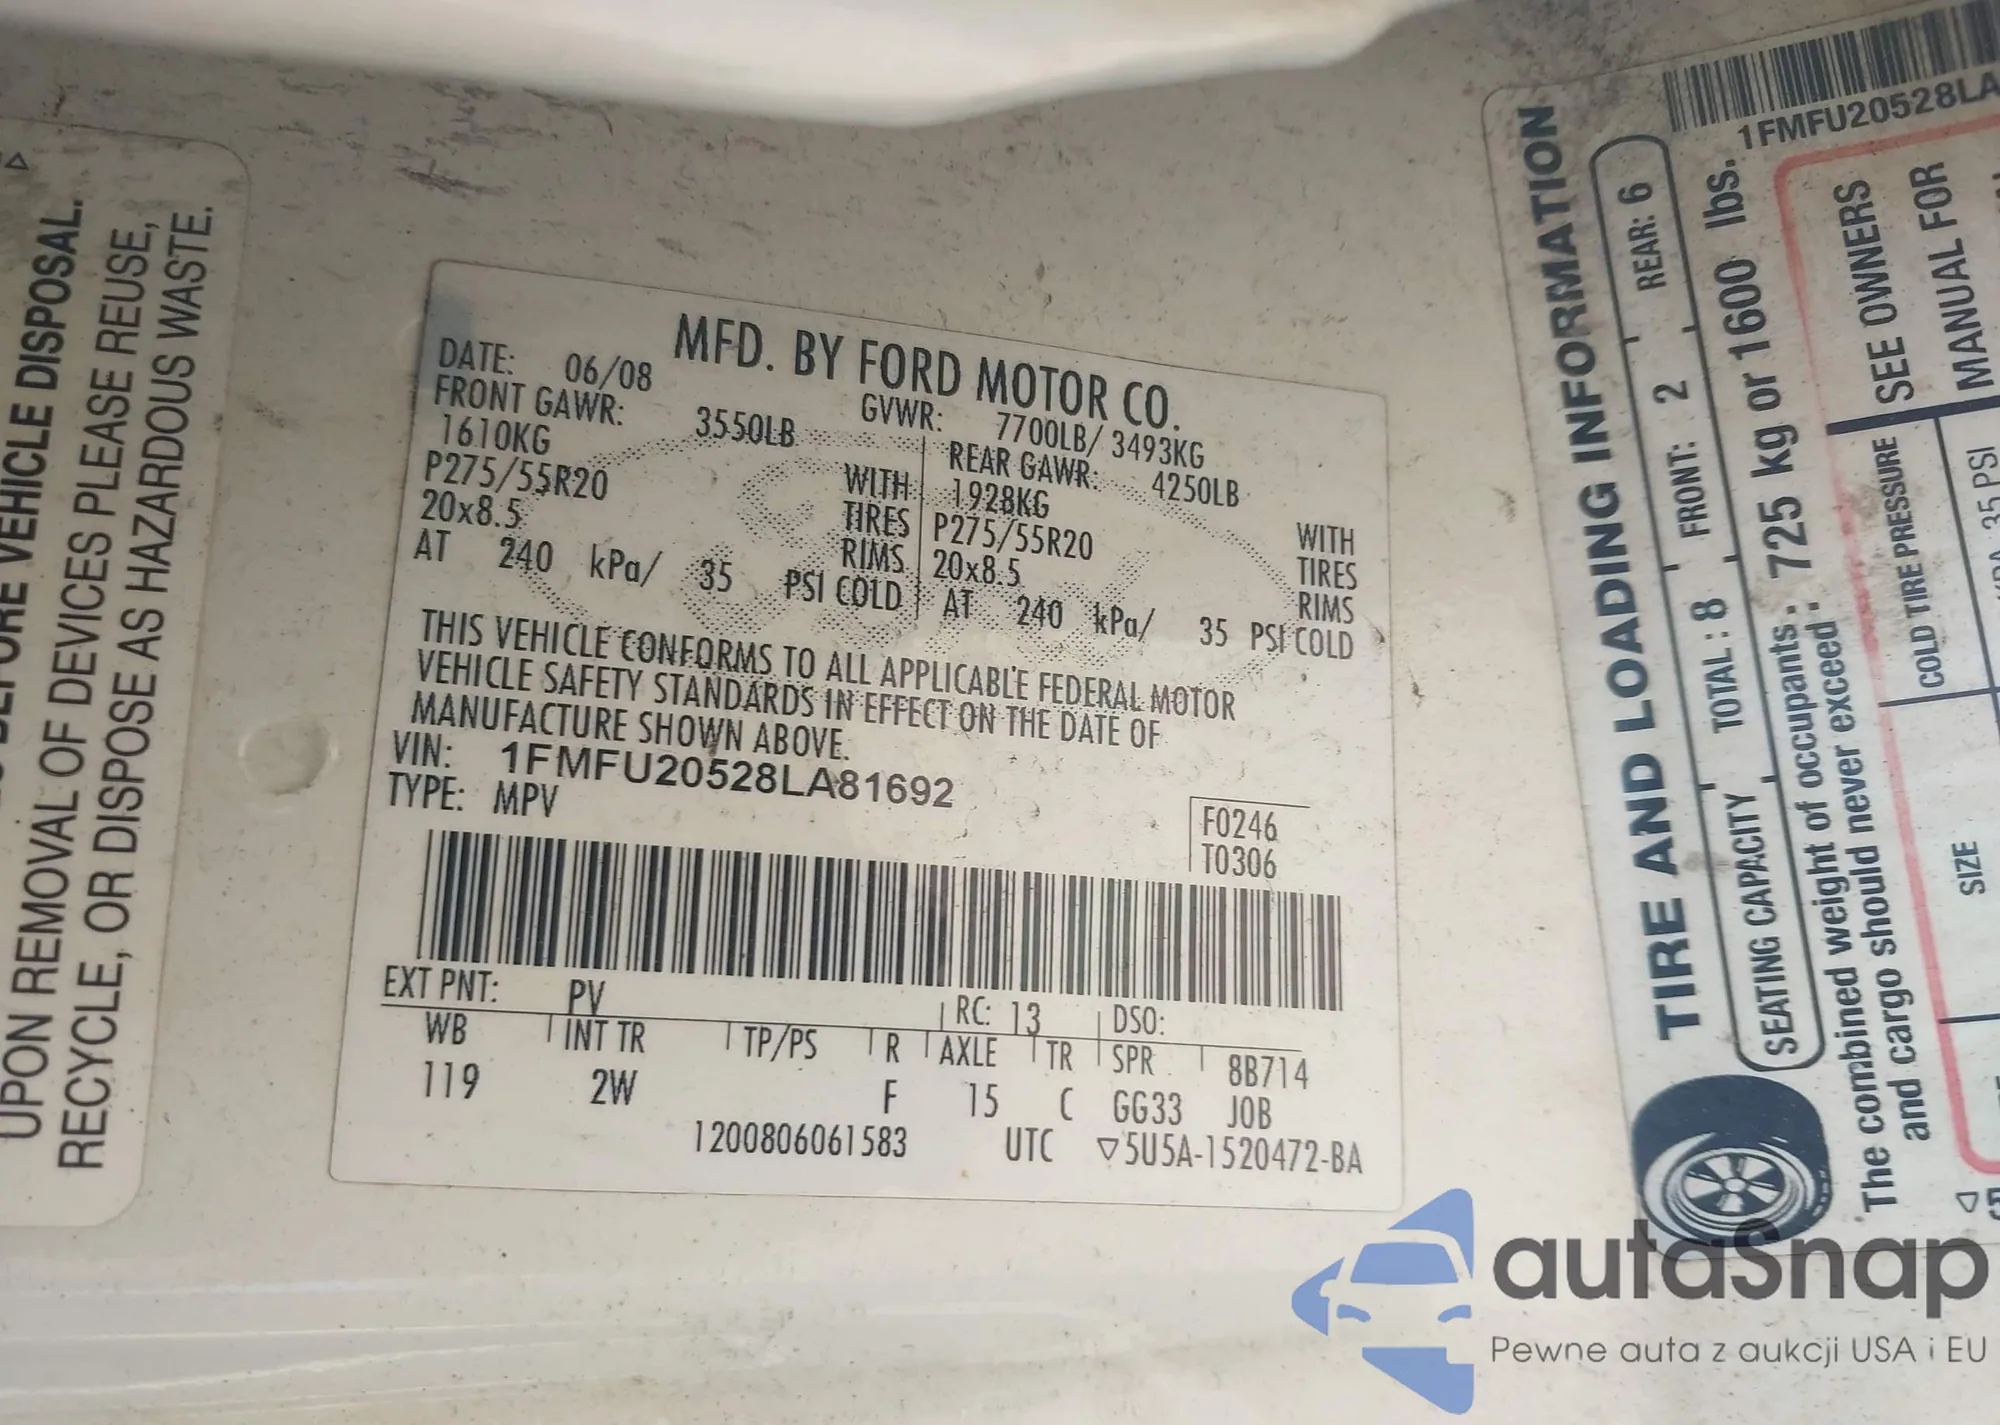 BEFORE VEHICLE DISPOSAL.
UPON REMOVAL OF DEVICES PLEASE REUSE,
RECYCLE, OR DISPOSE AS HAZARDOUS WASTE.
MFD. BY FORD MOTOR CO.
DATE: 06/08 GVWR: 7700LB/ 3493KG
FRONT GAWR: 3550LB REAR GAWR: 4250LB
1610KG WITH 1928KG WITH
P275/55R20 TIRES P275/55R20 TIRES
20x8.5 RIMS 20x8.5 RIMS
AT 240 kPa/ 35 PSI COLD AT 240 kPa/ 35 PSI COLD
THIS VEHICLE CONFORMS TO ALL APPLICABLE FEDERAL MOTOR
VEHICLE SAFETY STANDARDS IN EFFECT ON THE DATE OF
MANUFACTURE SHOWN ABOVE.
VIN: 1FMFU20528LA81692
TYPE: MPV
F0246
T0306
EXT PNT: PV RC: 13 DSO:
WB INT TR TP/PS R AXLE TR SPR 8B714
119 2W F 15 C GG33 JOB
1200806061583 UTC ▽5U5A-1520472-BA
1FMFU20528LA
TIRE AND LOADING INFORMATION
SEATING CAPACITY TOTAL: 8 FRONT: 2 REAR: 6
The combined weight of occupants
and cargo should never exceed: 725 kg or 1600 lbs.
SIZE COLD TIRE PRESSURE SEE OWNERS
MANUAL FOR
35 PSI
autaSnap
Pewne auta z aukcji USA i EU